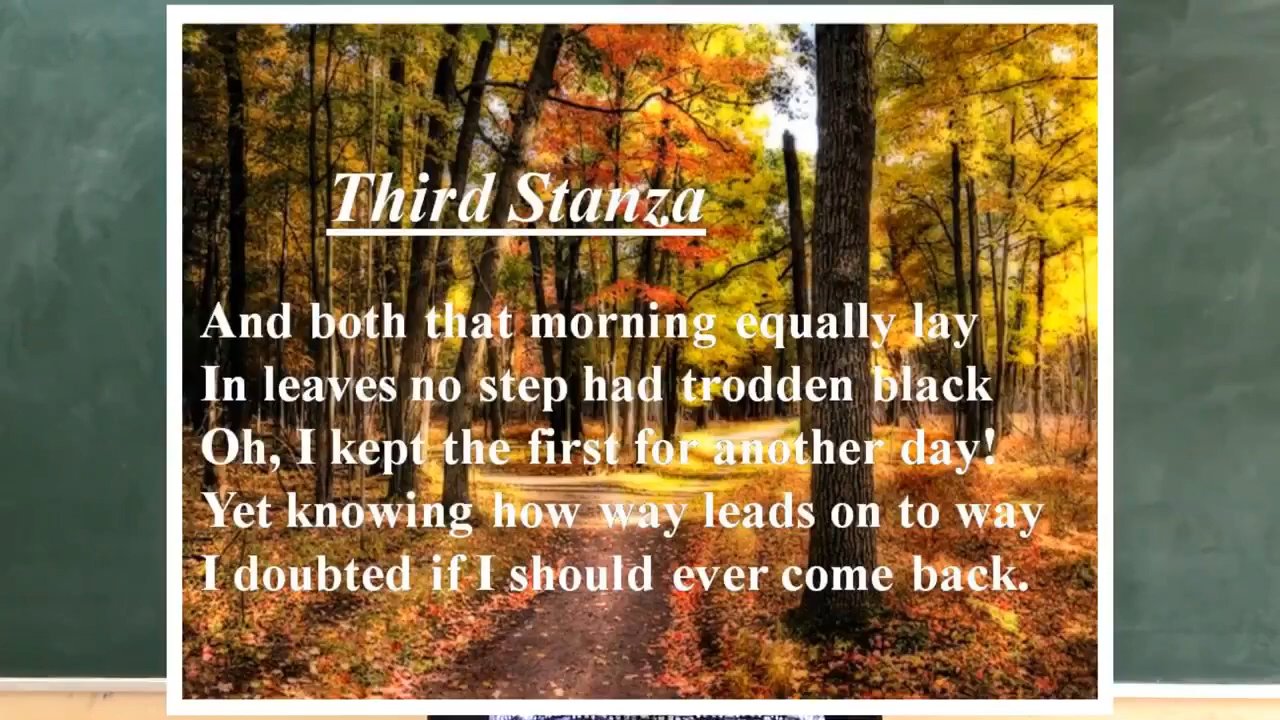 Third Stanza
And both that morning equally lay
In leaves no step had trodden black
Oh, I kept the first for another day!
Yet knowing how way leads on to way
I doubted if I should ever come back.